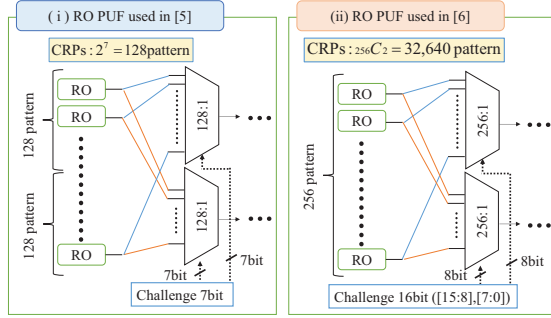 ( i ) RO PUF used in [5]
CRPs : 2⁷ = 128pattern
128 pattern
128 pattern
RO
RO
RO
128:1
128:1
7bit
7bit
Challenge 7bit
(ii) RO PUF used in [6]
CRPs : ₂₅₆C₂ = 32,640 pattern
256 pattern
RO
RO
RO
256:1
256:1
8bit
8bit
Challenge 16bit ([15:8],[7:0])